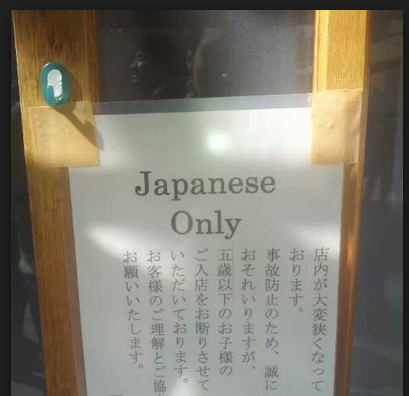 Japanese
Only
店内が大変狭くなって
おります。
事故防止のため、誠に
おそれいりますが、
五歳以下のお子様の
ご入店をお断りさせて
いただいております。
お客様のご理解とご協
お願いいたします。